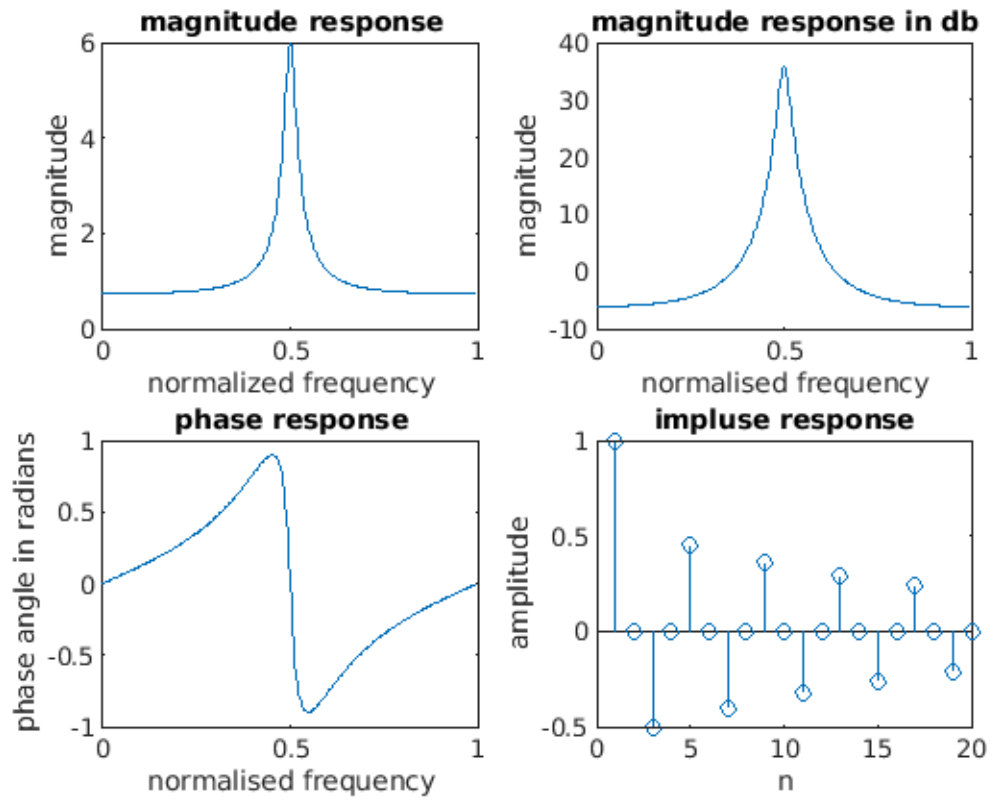 magnitude response
6
4
2
0
magnitude
0
0.5
1
normalized frequency
magnitude response in db
40
30
20
10
0
-10
magnitude
0
0.5
1
normalised frequency
phase response
1
0.5
0
-0.5
-1
phase angle in radians
0
0.5
1
normalised frequency
impluse response
1
0.5
0
-0.5
amplitude
0
5
10
15
20
n